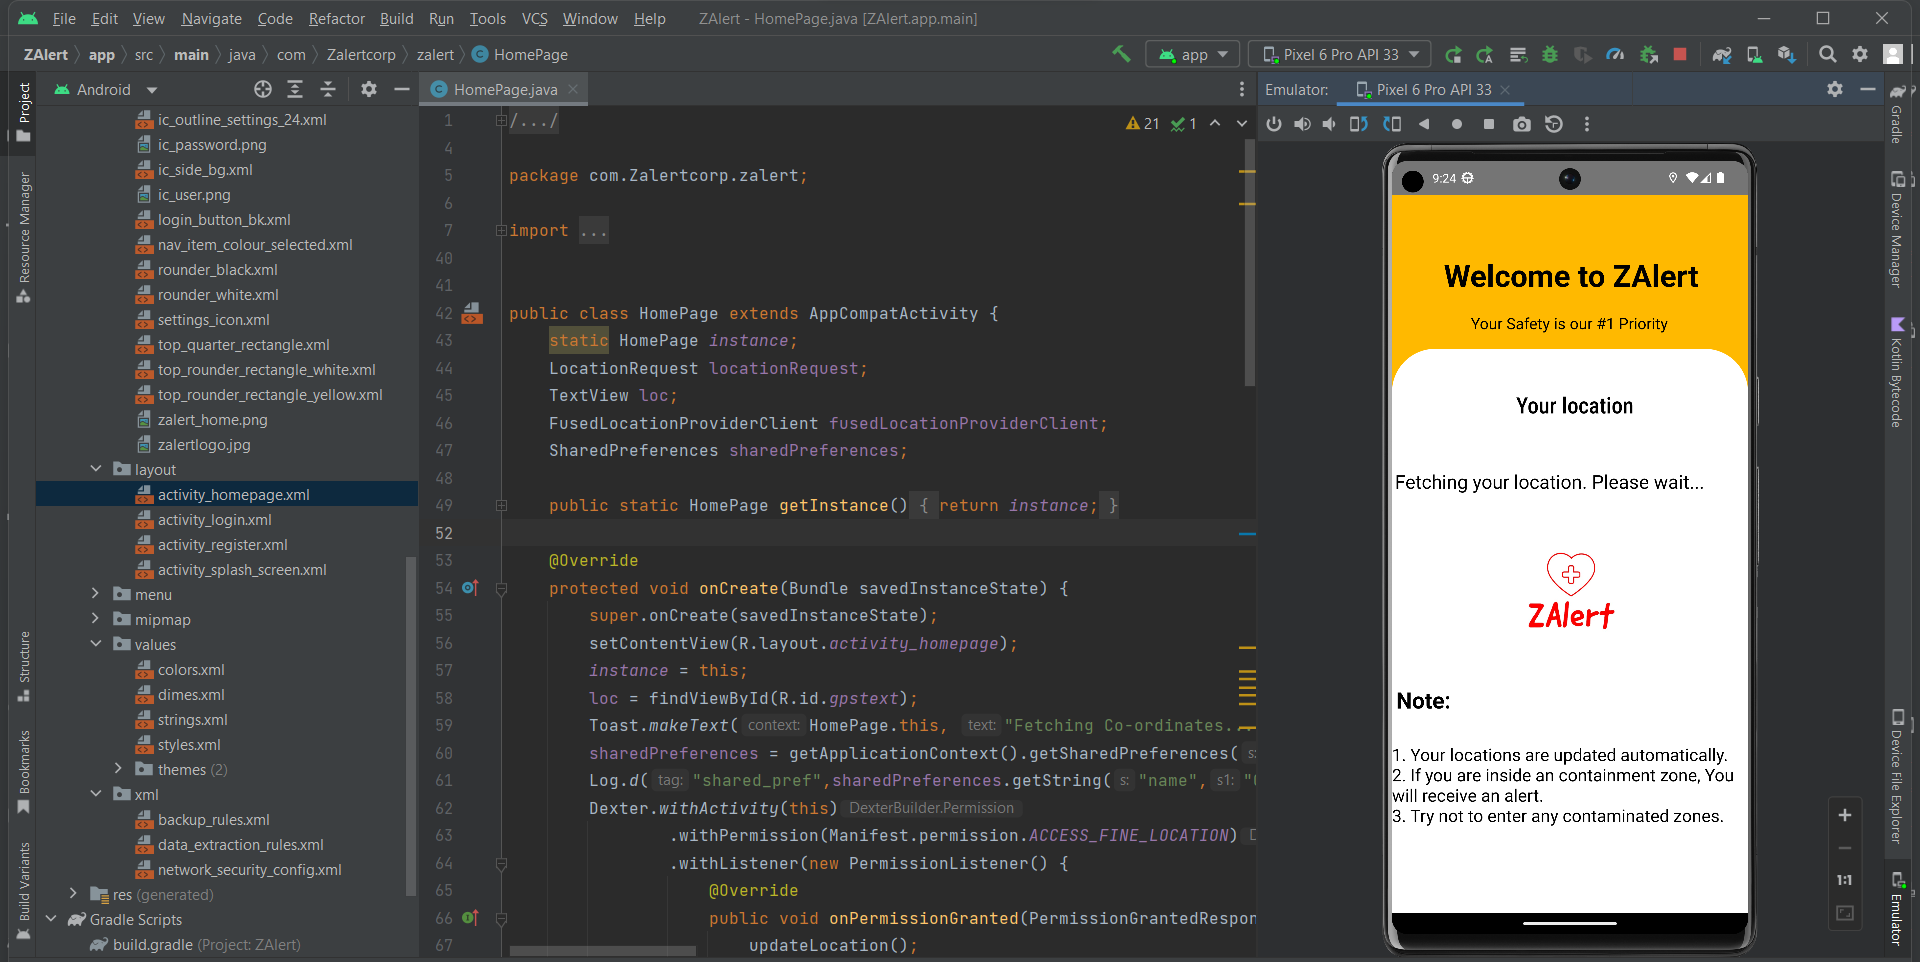 File Edit View Navigate Code Refactor Build Run Tools VCS Window Help ZAlert - HomePage.java [ZAlert.app.main]
ZAlert app src main java com Zalertcorp zalert HomePage app Pixel 6 Pro API 33
Project
Resource Manager
Structure
Bookmarks
Build Variants
Android
ic_outline_settings_24.xml
ic_password.png
ic_side_bg.xml
ic_user.png
login_button_bk.xml
nav_item_colour_selected.xml
rounder_black.xml
rounder_white.xml
settings_icon.xml
top_quarter_rectangle.xml
top_rounder_rectangle_white.xml
top_rounder_rectangle_yellow.xml
zalert_home.png
zalertlogo.jpg
layout
activity_homepage.xml
activity_login.xml
activity_register.xml
activity_splash_screen.xml
menu
mipmap
values
colors.xml
dimes.xml
strings.xml
styles.xml
themes (2)
xml
backup_rules.xml
data_extraction_rules.xml
network_security_config.xml
res (generated)
Gradle Scripts
build.gradle (Project: ZAlert)
HomePage.java
21 1
1 /.../
4
5 package com.Zalertcorp.zalert;
6
7 import ...
40
41
42 public class HomePage extends AppCompatActivity {
43 static HomePage instance;
44 LocationRequest locationRequest;
45 TextView loc;
46 FusedLocationProviderClient fusedLocationProviderClient;
47 SharedPreferences sharedPreferences;
48
49 public static HomePage getInstance() { return instance; }
52
53 @Override
54 protected void onCreate(Bundle savedInstanceState) {
55 super.onCreate(savedInstanceState);
56 setContentView(R.layout.activity_homepage);
57 instance = this;
58 loc = findViewById(R.id.gpstext);
59 Toast.makeText( context: HomePage.this, text: "Fetching Co-ordinates..
60 sharedPreferences = getApplicationContext().getSharedPreferences( s:
61 Log.d( tag: "shared_pref",sharedPreferences.getString( s: "name", s1: "
62 Dexter.withActivity(this) DexterBuilder.Permission
63 .withPermission(Manifest.permission.ACCESS_FINE_LOCATION)
64 .withListener(new PermissionListener() {
65 @Override
66 public void onPermissionGranted(PermissionGrantedRespon
67 updateLocation();
Emulator: Pixel 6 Pro API 33
9:24
Welcome to ZAlert
Your Safety is our #1 Priority
Your location
Fetching your location. Please wait...
ZAlert
Note:
1. Your locations are updated automatically.
2. If you are inside an containment zone, You
will receive an alert.
3. Try not to enter any contaminated zones.
1:1
Gradle
Device Manager
Kotlin Bytecode
Device File Explorer
Emulator